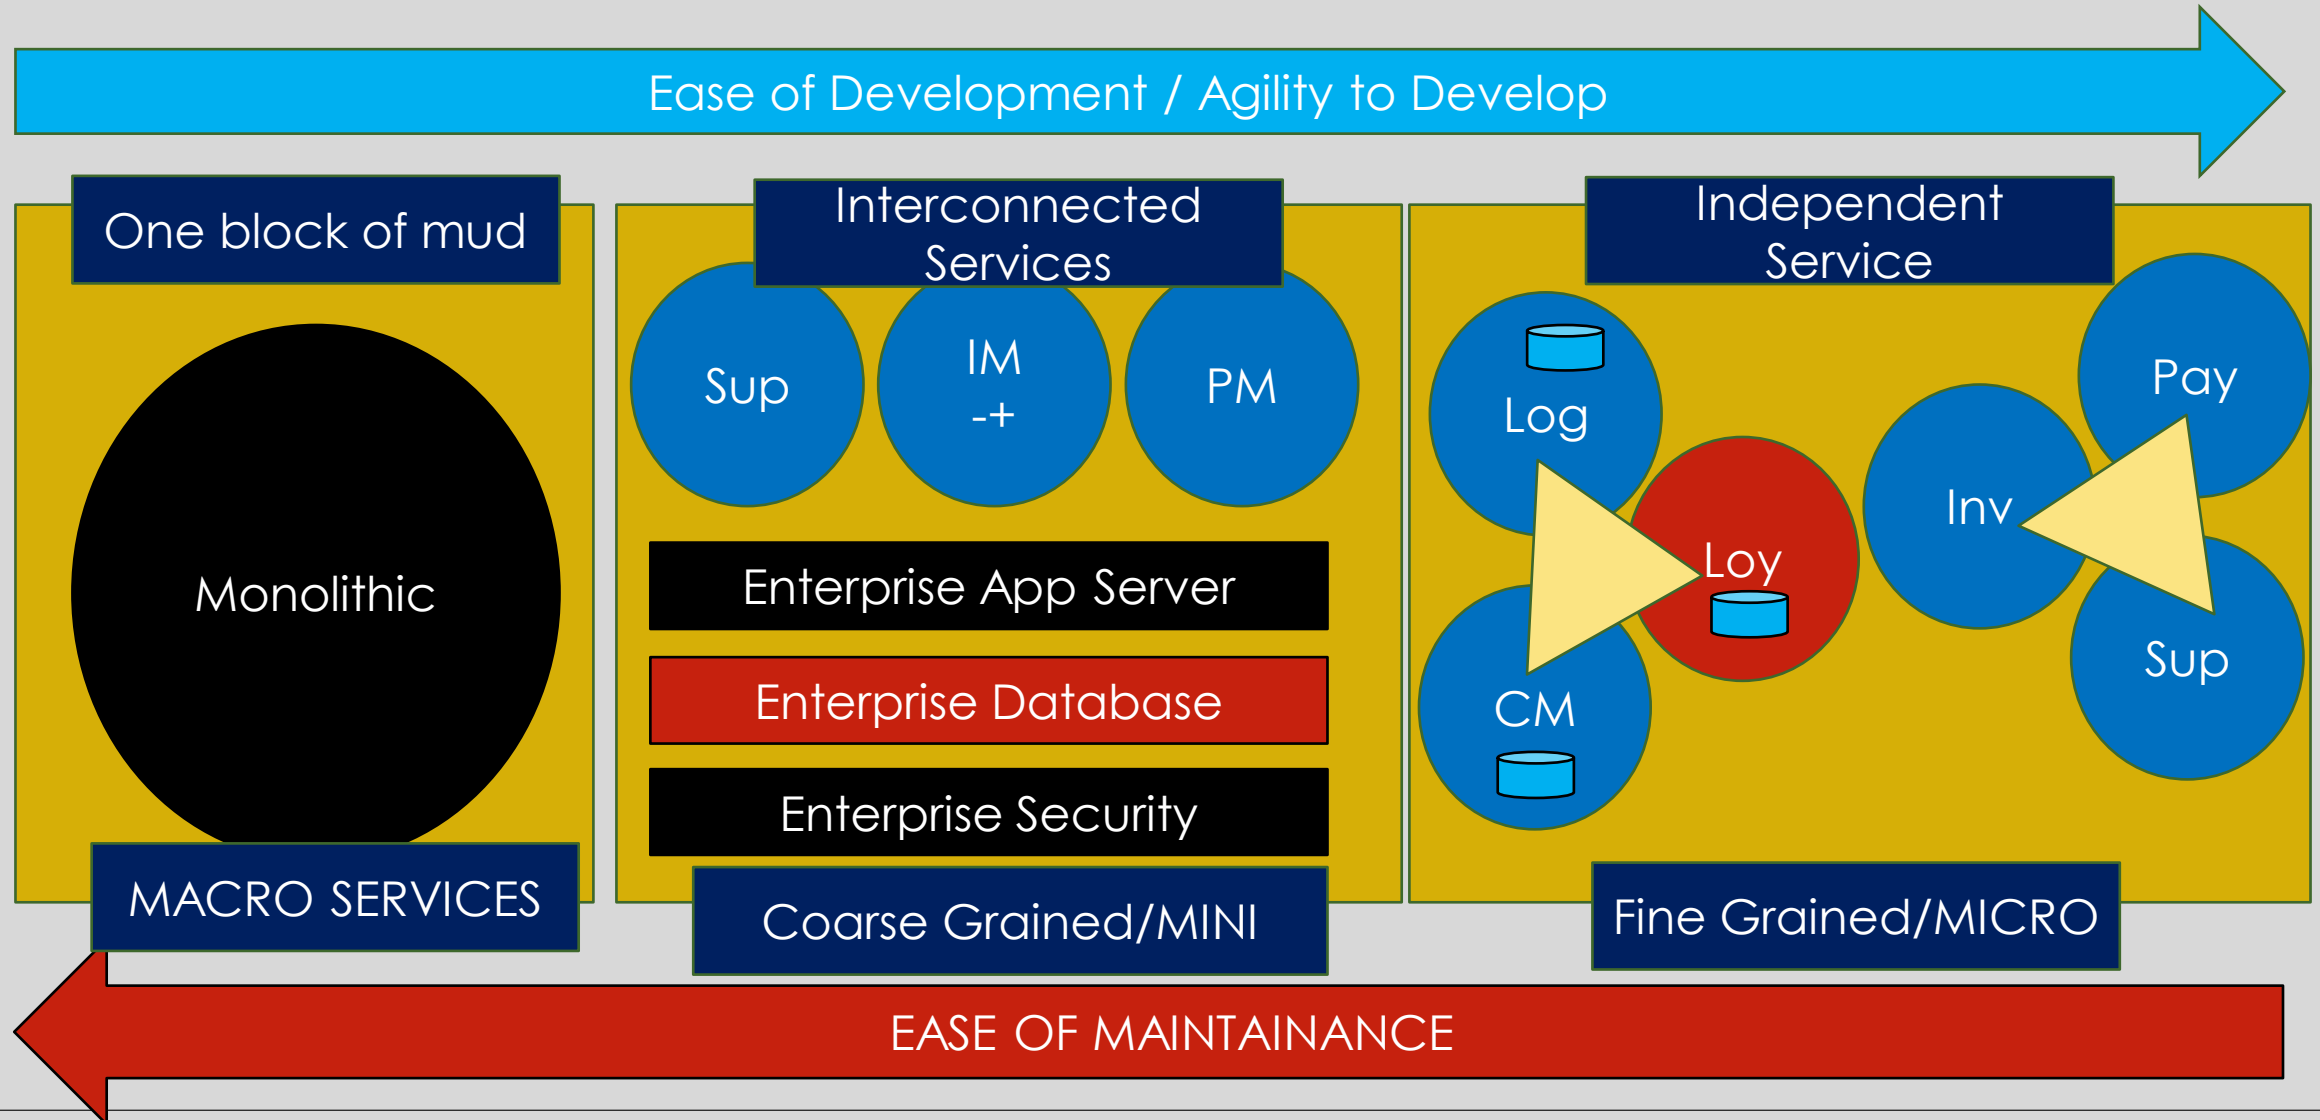 Ease of Development / Agility to Develop
One block of mud
Monolithic
MACRO SERVICES
Interconnected
Services
Sup
IM
-+
PM
Enterprise App Server
Enterprise Database
Enterprise Security
Coarse Grained/MINI
Independent
Service
Log
Loy
CM
Inv
Pay
Sup
Fine Grained/MICRO
EASE OF MAINTAINANCE